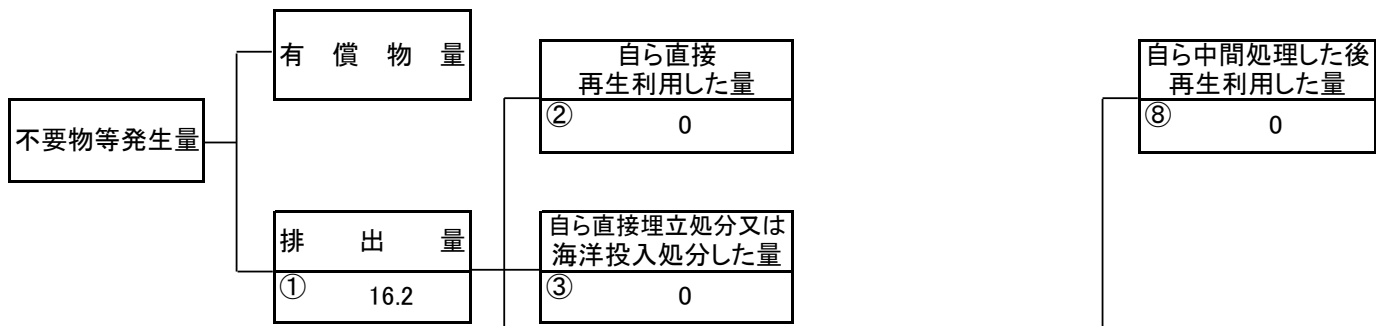 有償物量
自ら直接
再生利用した量
② 0
自ら中間処理した後
再生利用した量
⑧ 0
不要物等発生量
排出量
① 16.2
自ら直接埋立処分又は
海洋投入処分した量
③ 0